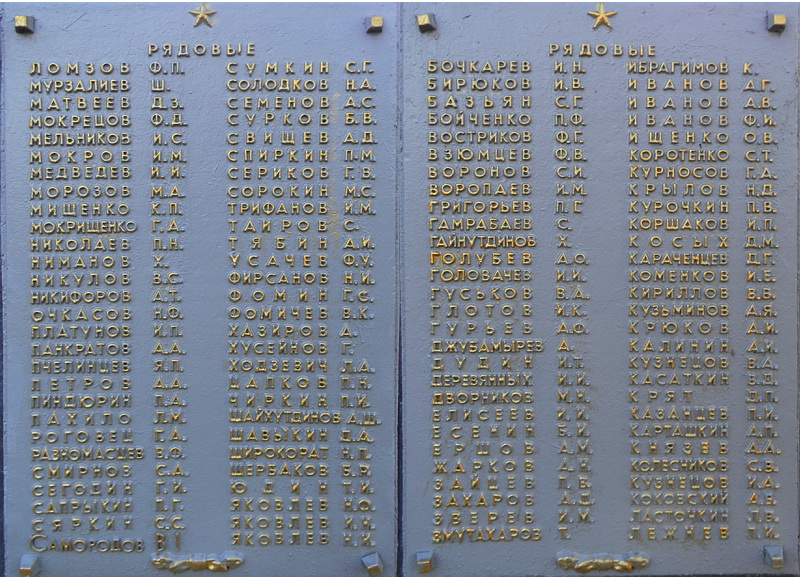 РЯДОВЫЕ
ЛОМЗОВ Ф.П.
МУРЗАЛИЕВ Ш.
МАТВЕЕВ Д.З.
МОКРЕЦОВ Ф.Д.
МЕЛЬНИКОВ И.С.
МОКРОВ И.М.
МЕДВЕДЕВ И.И.
МОРОЗОВ М.А.
МИЩЕНКО К.П.
МОКРИЩЕНКО Г.А.
НИКОЛАЕВ П.Н.
НИМАНОВ Х.
НИКУЛОВ В.С.
НИКИФОРОВ А.Т.
ОЧКАСОВ Н.Ф.
ПЛАТУНОВ И.П.
ПАНКРАТОВ А.А.
ПЧЕЛИНЦЕВ Я.П.
ПЕТРОВ А.А.
ПИНДЮРИН П.А.
ПАХИЛО Л.М.
РОГОВЕЦ Г.А.
РАЗНОМАСЦЕВ В.Ф.
СМИРНОВ С.А.
СЕГОДИН Г.И.
САПРЫКИН П.Г.
СЯРКИН С.С.
САМОРОДОВ В Г
СУМКИН С.Г.
СОЛОДКОВ Н.А.
СЕМЕНОВ А.С.
СУРКОВ Б.В.
СВИЩЕВ А.Д.
СПИРКИН П.М.
СЕРИКОВ Г.В.
СОРОКИН М.С.
ТРИФАНОВ И.М.
ТАИРОВ С.
ТЯБИН А.И.
УСАЧЕВ Ф.У.
ФИРСАНОВ Н.И.
ФОМИН Г.С.
ФОМИЧЕВ В.К.
ХАЗИРОВ А.
ХУСЕЙНОВ Г.
ХОДЗЕВИЧ Л.А.
ЦАПКОВ П.Н.
ЧИРКИН П.И.
ШАЙХУТДИНОВ А.Ш.
ШАВЫКИН Д.А.
ШИРОКОРАТ Н.П.
ЩЕРБАКОВ Б.Р.
ЮДИН Т.И.
ЯКОВЛЕВ Н.Ф.
ЯКОВЛЕВ И.Н.
ЯКОВЛЕВ Н.И.
РЯДОВЫЕ
БОЧКАРЕВ И.Н.
БИРЮКОВ И.В.
БАЗЬЯН С.Г.
БОЙЧЕНКО П.Ф.
ВОСТРИКОВ Ф.Г.
ВЗЮМЦЕВ Ф.В.
ВОРОНОВ С.И.
ВОРОПАЕВ И.М.
ГРИГОРЬЕВ П.Г
ГАМРАБАЕВ С.
ГАЙНУТДИНОВ Х.
ГОЛУБЕВ А.О.
ГОЛОВАЧЕВ И.И.
ГУСЬКОВ В.А.
ГЛОТОВ И.К.
ГУРЬЕВ А.Ф.
ДЖУБАМЫРЕВ А.
ДУДИН И.Т.
ДЕРЕВЯННЫХ И.И.
ДВОРНИКОВ М.Н.
ЕЛИСЕЕВ И.И.
ЕСЕНИН Б.И.
ЕРШОВ А.М.
ЖАРКОВ А.Н.
ЗАЙЦЕВ П.Б.
ЗАХАРОВ А.Д.
ЗВЕРЕВ И.М.
ЗМУТАХАРОВ Т.
ИБРАГИМОВ К.
ИВАНОВ А.Г.
ИВАНОВ А.В.
ИВАНОВ Ф.И.
ИЩЕНКО О.В.
КОРОТЕНКО С.Т.
КУРНОСОВ Г.А.
КРЫЛОВ Н.Д.
КУРОЧКИН П.В.
КОРШАКОВ И.П.
КОСЫХ Д.М.
КАРАЧЕНЦЕВ Д.Г.
КОМЕНКОВ И.Е.
КИРИЛЛОВ В.В.
КУЗЬМИНОВ А.Я.
КРЮКОВ А.И.
КАЛИНИН А.И.
КУЗНЕЦОВ В.А.
КАСАТКИН В.Д.
КРЯТ Д.П.
КАЗАНЦЕВ П.И.
КАРТАШКИН А.П.
КНЯЗЕВ А.А.
КОЛЕСНИКОВ С.В.
КУЗНЕЦОВ И.А.
КОКОВСКИЙ А.Е.
ЛАСТОЧКИН Л.В.
ЛЕЖНЕВ П.И.